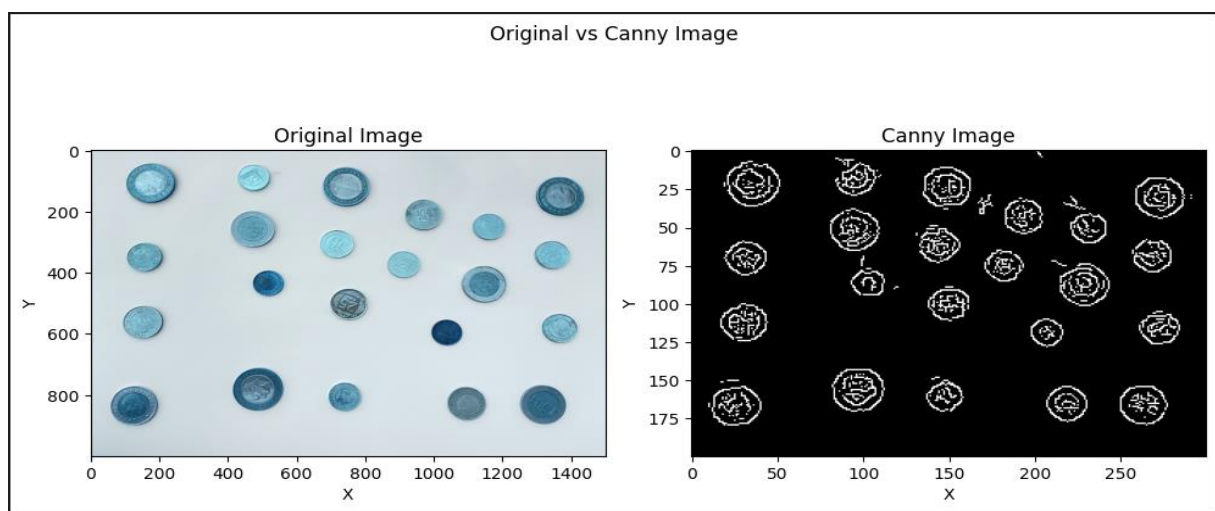 Original vs Canny Image
Original Image
Canny Image
0
200
400
600
800
Y
0 200 400 600 800 1000 1200 1400
X
0
25
50
75
100
125
150
175
Y
0 50 100 150 200 250
X